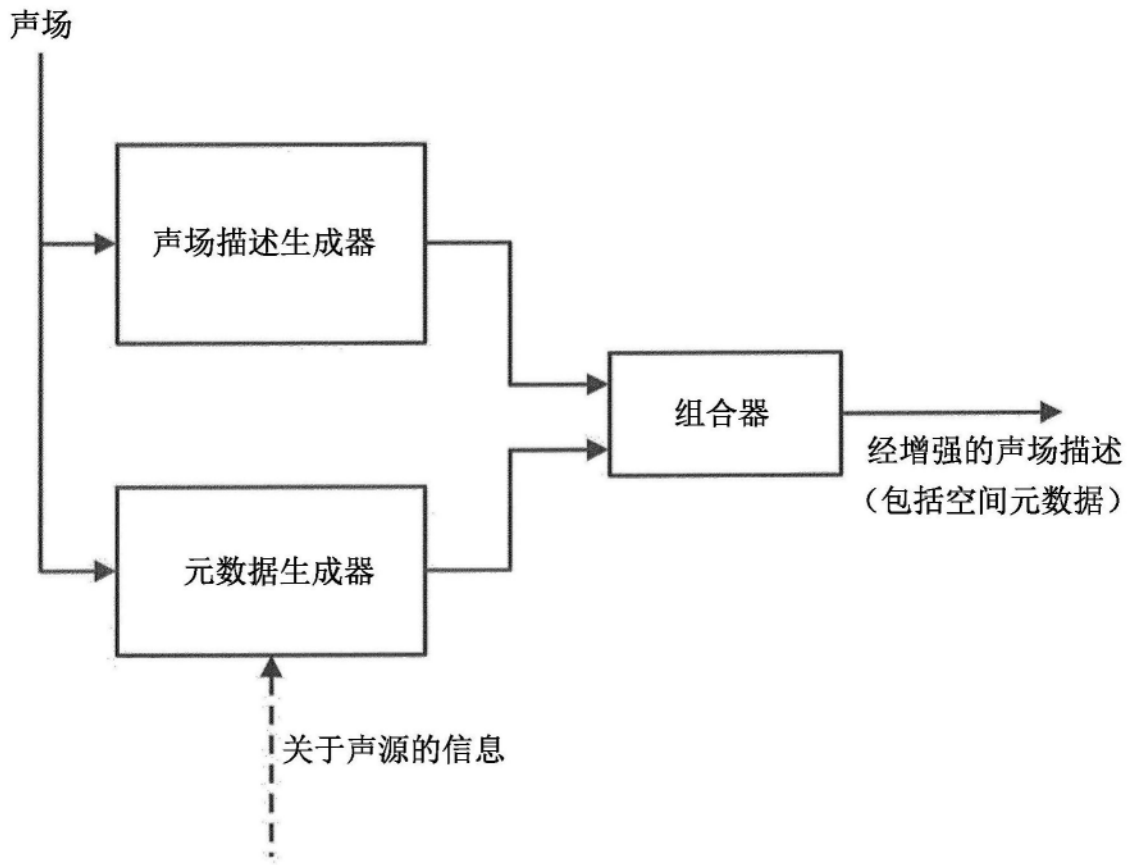 声场
声场描述生成器
组合器
经增强的声场描述
（包括空间元数据）
元数据生成器
关于声源的信息